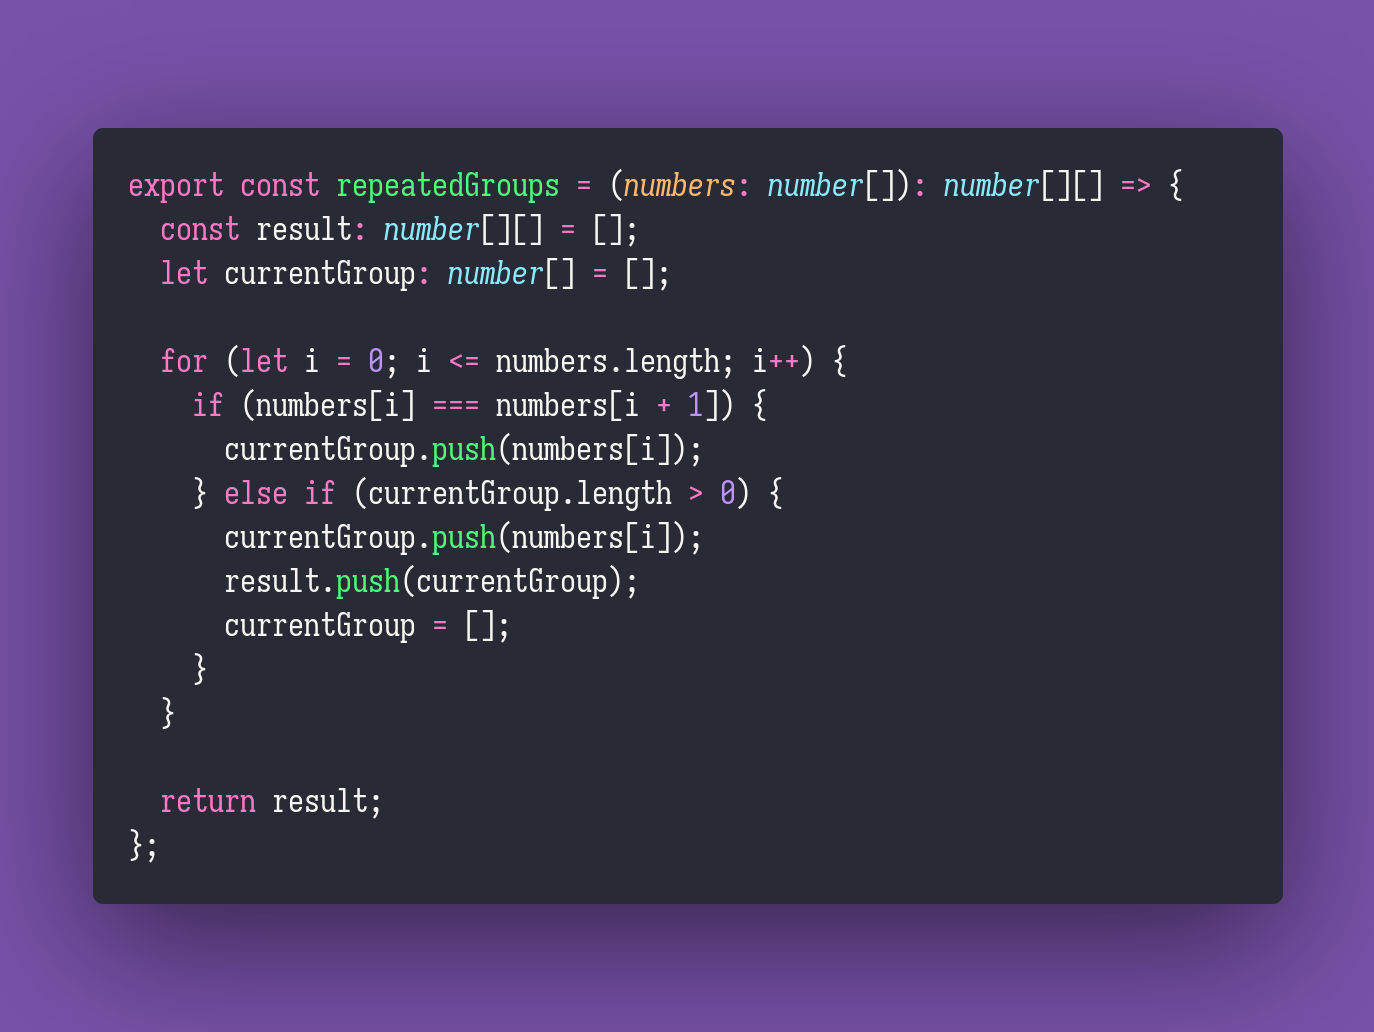 export const repeatedGroups = (numbers: number[]): number[][] => {
  const result: number[][] = [];
  let currentGroup: number[] = [];

  for (let i = 0; i <= numbers.length; i++) {
    if (numbers[i] === numbers[i + 1]) {
      currentGroup.push(numbers[i]);
    } else if (currentGroup.length > 0) {
      currentGroup.push(numbers[i]);
      result.push(currentGroup);
      currentGroup = [];
    }
  }

  return result;
};